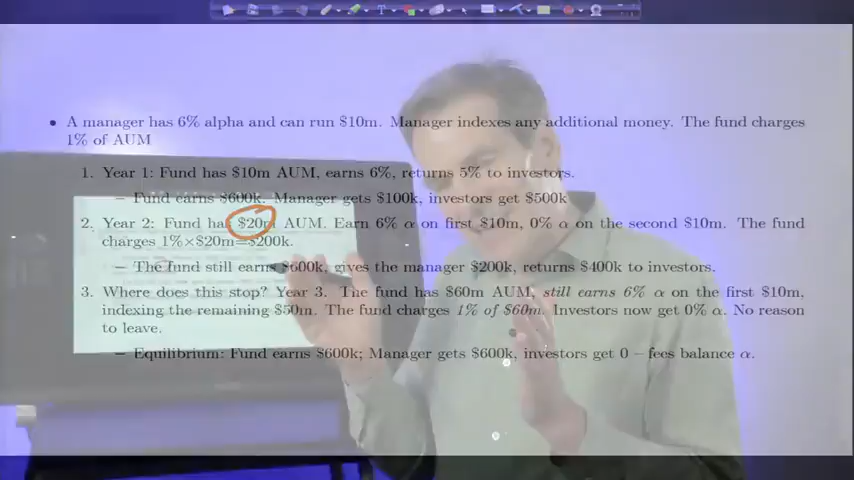 • A manager has 6% alpha and can run $10m. Manager indexes any additional money. The fund charges
1% of AUM
1. Year 1: Fund has $10m AUM, earns 6%, returns 5% to investors.
– Fund earns $600k. Manager gets $100k, investors get $500k
2. Year 2: Fund has $20m AUM. Earn 6% α on first $10m, 0% α on the second $10m. The fund
charges 1%×$20m=$200k.
– The fund still earns $600k, gives the manager $200k, returns $400k to investors.
3. Where does this stop? Year 3. The fund has $60m AUM, still earns 6% α on the first $10m,
indexing the remaining $50m. The fund charges 1% of $60m. Investors now get 0% α. No reason
to leave.
– Equilibrium: Fund earns $600k; Manager gets $600k, investors get 0 – fees balance α.